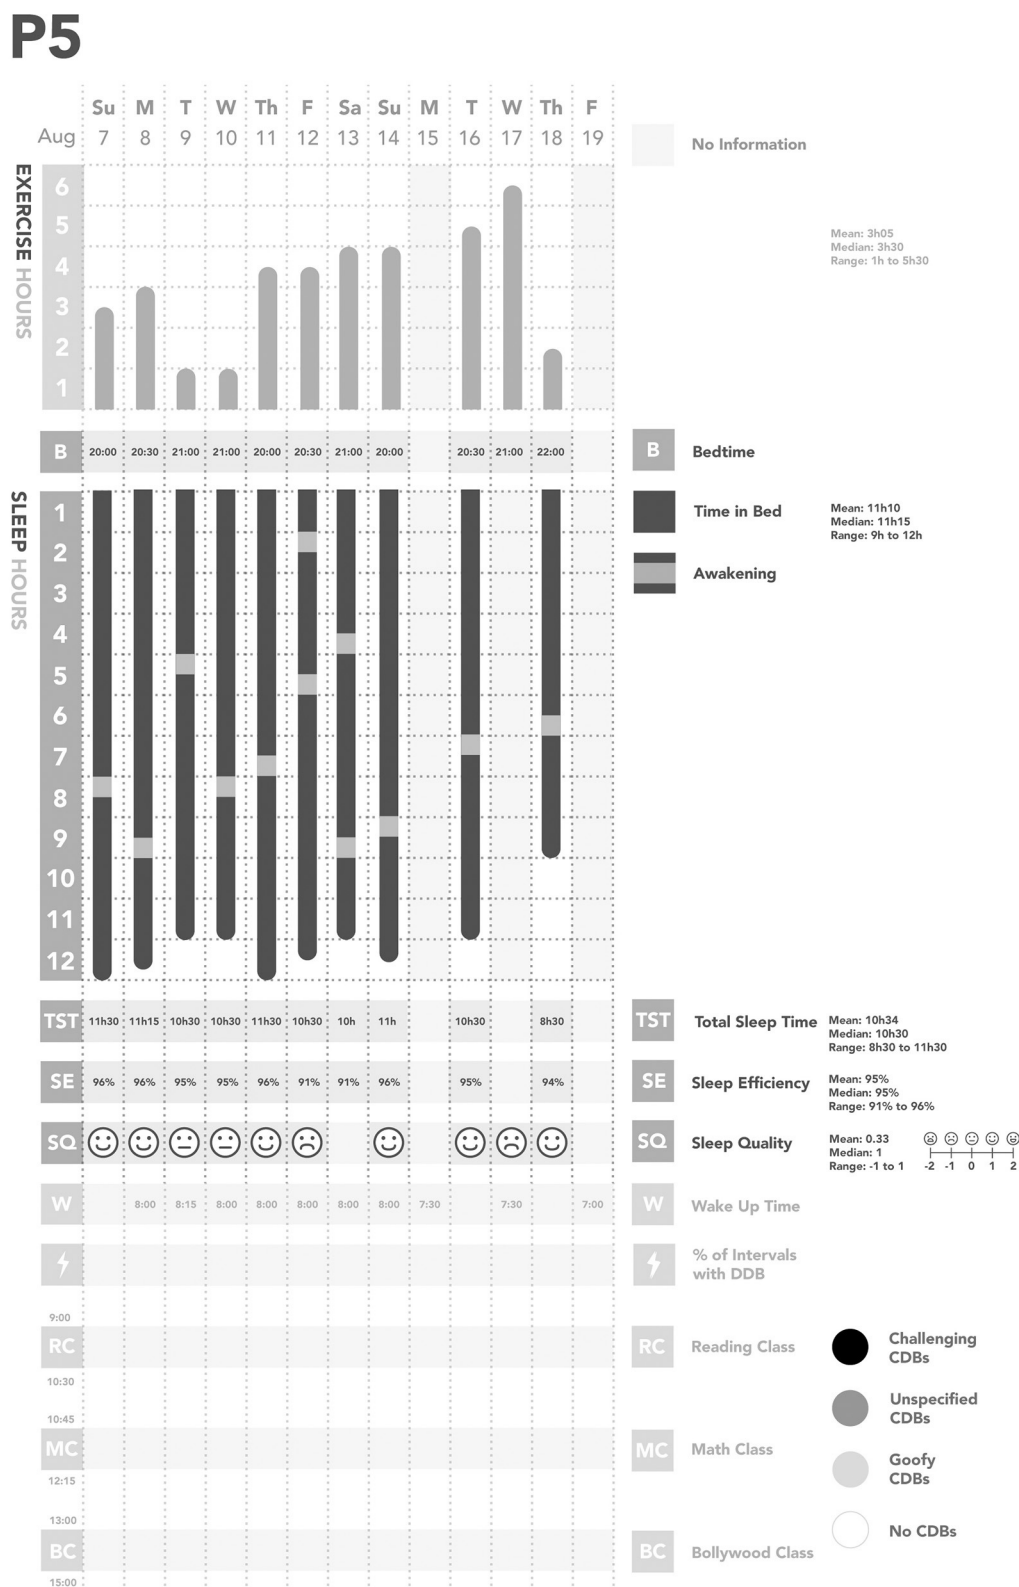 P5
Su M T W Th F Sa Su M T W Th F
Aug 7 8 9 10 11 12 13 14 15 16 17 18 19
No Information
EXERCISE HOURS
6
5
4
3
2
1
Mean: 3h05
Median: 3h30
Range: 1h to 5h30
B 20:00 20:30 21:00 21:00 20:00 20:30 21:00 20:00 20:30 21:00 22:00
B Bedtime
SLEEP HOURS
1
2
3
4
5
6
7
8
9
10
11
12
Time in Bed
Mean: 11h10
Median: 11h15
Range: 9h to 12h
Awakening
TST 11h30 11h15 10h30 10h30 11h30 10h30 10h 11h 10h30 8h30
TST Total Sleep Time
Mean: 10h34
Median: 10h30
Range: 8h30 to 11h30
SE 96% 96% 95% 95% 96% 91% 91% 96% 95% 94%
SE Sleep Efficiency
Mean: 95%
Median: 95%
Range: 91% to 96%
SQ
SQ Sleep Quality
Mean: 0.33
Median: 1
Range: -1 to 1
-2 -1 0 1 2
W 8:00 8:15 8:00 8:00 8:00 8:00 8:00 7:30 7:30 7:00
W Wake Up Time
% of Intervals
with DDB
9:00
RC
10:30
10:45
MC
12:15
13:00
BC
15:00
RC Reading Class
MC Math Class
BC Bollywood Class
Challenging
CDBs
Unspecified
CDBs
Goofy
CDBs
No CDBs